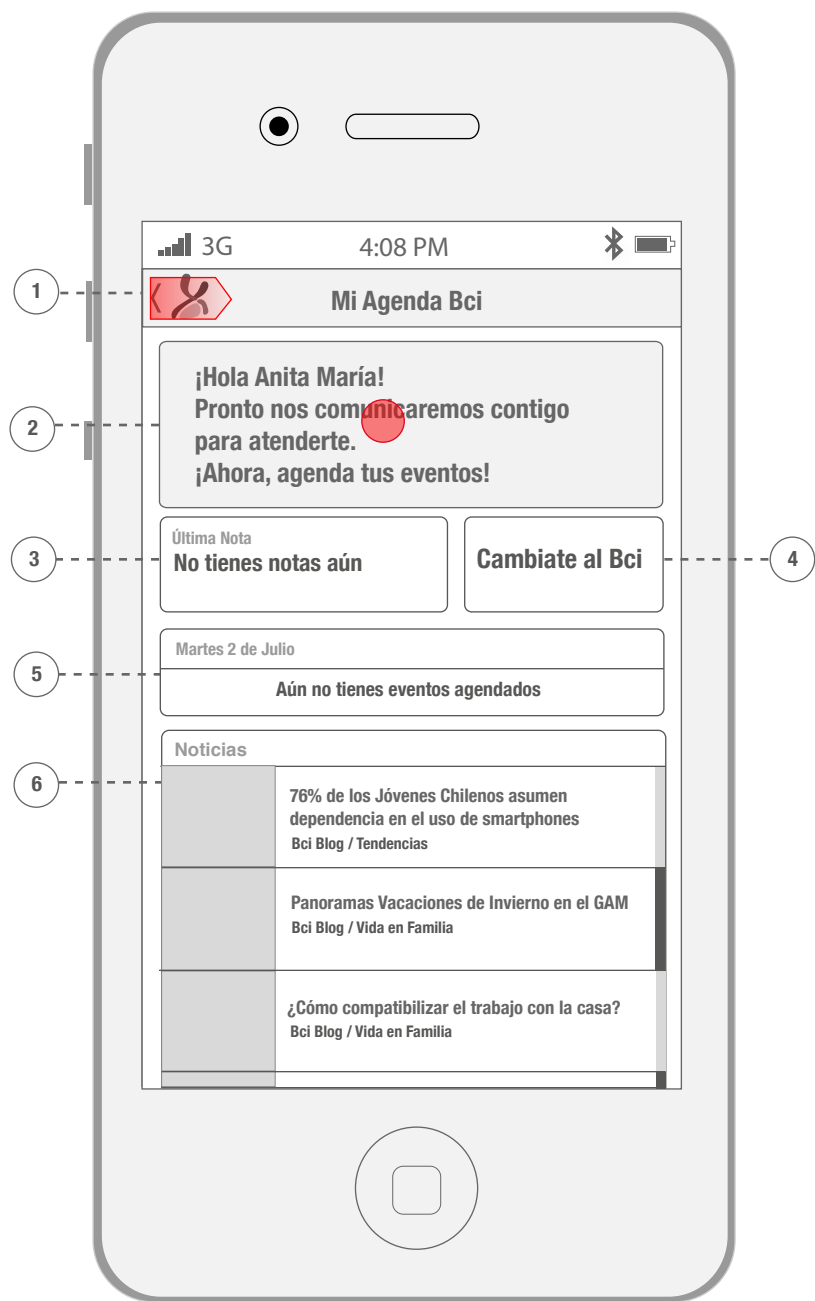 3G 4:08 PM
1
Mi Agenda Bci
¡Hola Anita María!
Pronto nos comunicaremos contigo
2
para atenderte.
¡Ahora, agenda tus eventos!
Última Nota
No tienes notas aún
3
Cambiate al Bci
4
Martes 2 de Julio
5
Aún no tienes eventos agendados
Noticias
6
76% de los Jóvenes Chilenos asumen
dependencia en el uso de smartphones
Bci Blog / Tendencias
Panoramas Vacaciones de Invierno en el GAM
Bci Blog / Vida en Familia
¿Cómo compatibilizar el trabajo con la casa?
Bci Blog / Vida en Familia